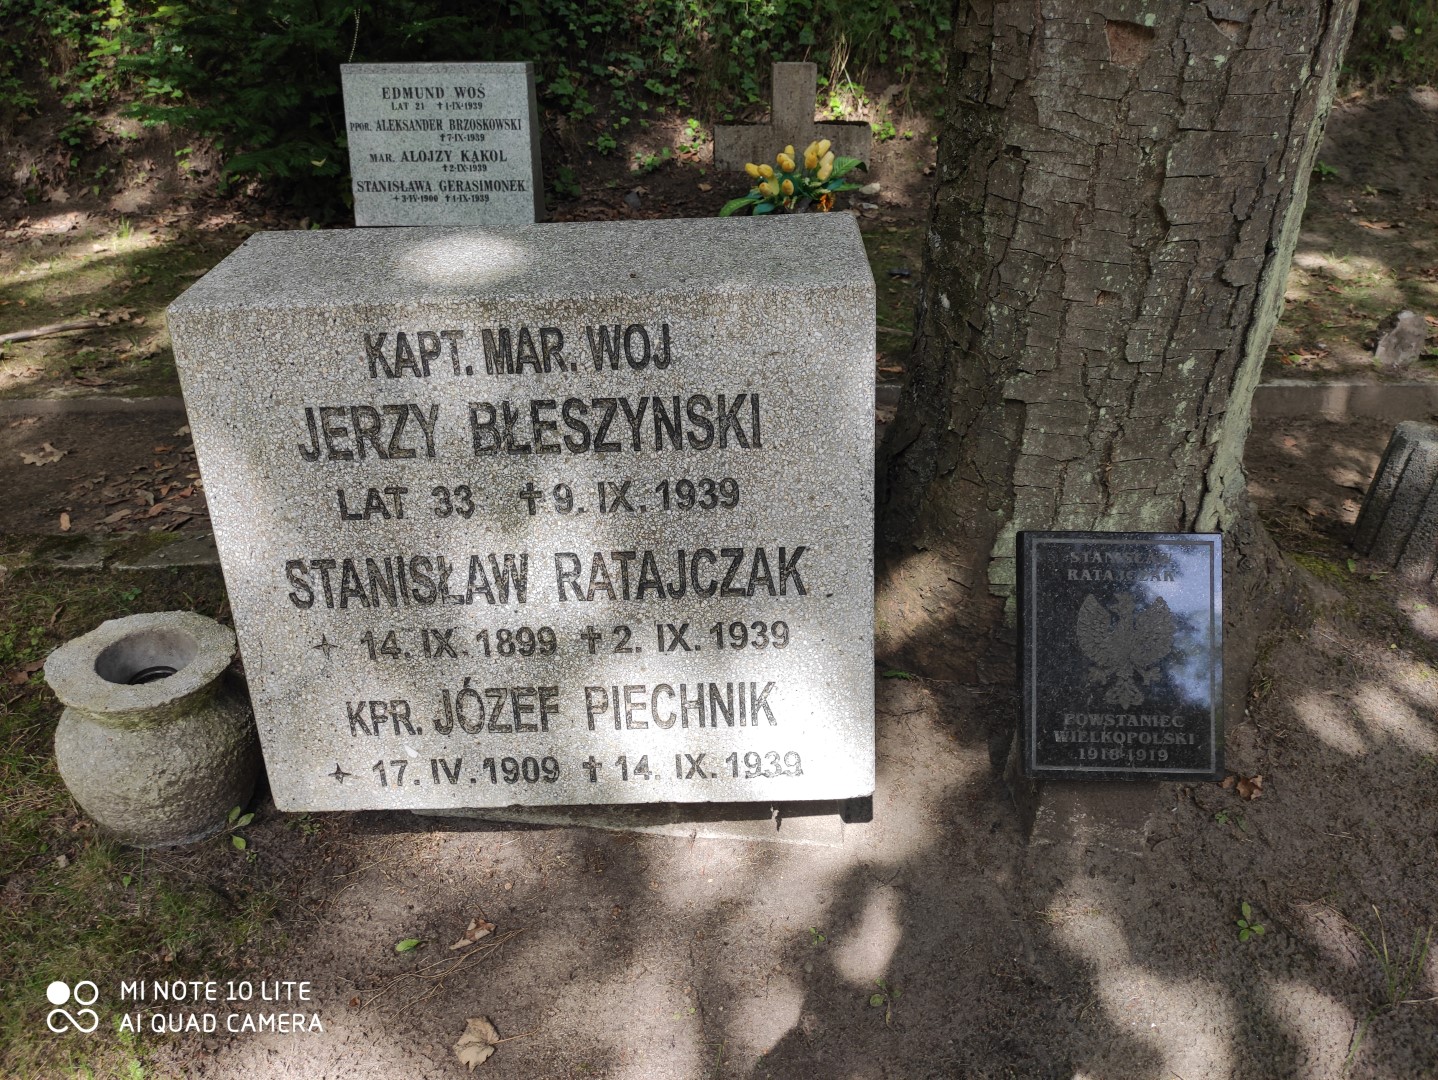 EDMUND WOŚ
LAT 21 ✝1-IX-1939
PPOR. ALEKSANDER BRZOSKOWSKI
✝7-IX-1939
MAR. ALOJZY KĄKOL
✝2-IX-1939
STANISŁAWA GERASIMONEK
+3-IV-1900 ✝1-IX-1939
KAPT. MAR. WOJ
JERZY BŁESZYNSKI
LAT 33 ✝9. IX. 1939
STANISŁAW RATAJCZAK
✦ 14. IX. 1899 ✝2. IX. 1939
KPR. JÓZEF PIECHNIK
✦ 17. IV. 1909 ✝14. IX. 1939
STANISŁAW
RATAJCZAK
POWSTANIEC
WIELKOPOLSKI
1918-1919
MI NOTE 10 LITE
AI QUAD CAMERA